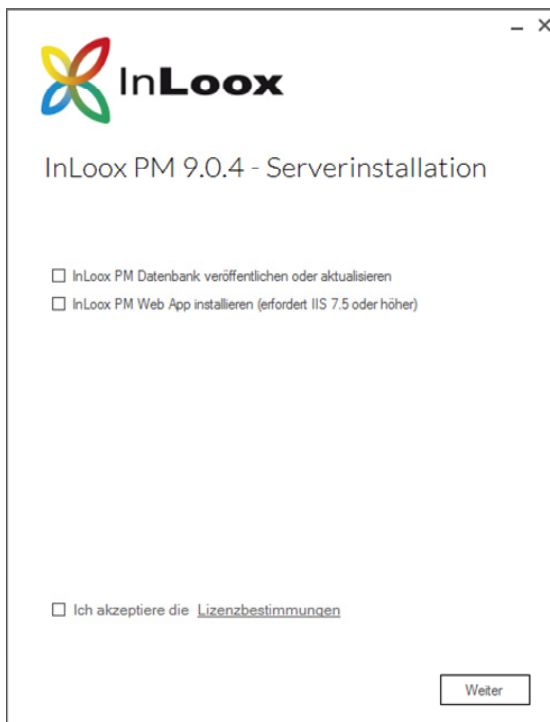 InLoox
InLoox PM 9.0.4 - Serverinstallation
InLoox PM Datenbank veröffentlichen oder aktualisieren
InLoox PM Web App installieren (erfordert IIS 7.5 oder höher)
Ich akzeptiere die Lizenzbestimmungen
Weiter